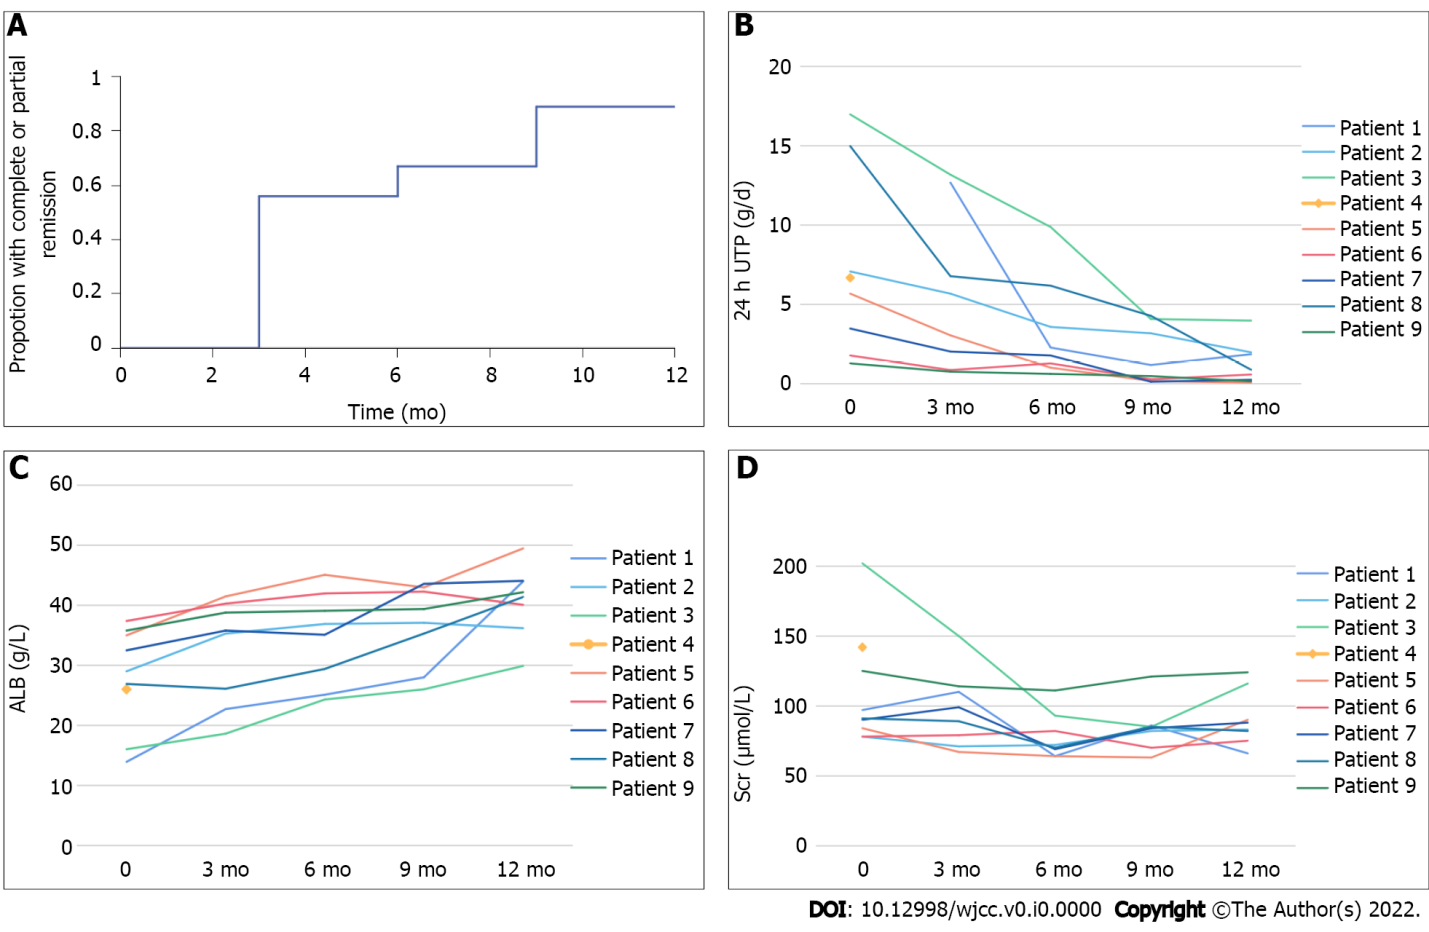 A
Propotion with complete or partial
remission
1
0.8
0.6
0.4
0.2
0
0 2 4 6 8 10 12
Time (mo)
B
24 h UTP (g/d)
20
15
10
5
0
0 3 mo 6 mo 9 mo 12 mo
Patient 1
Patient 2
Patient 3
Patient 4
Patient 5
Patient 6
Patient 7
Patient 8
Patient 9
C
ALB (g/L)
60
50
40
30
20
10
0
0 3 mo 6 mo 9 mo 12 mo
Patient 1
Patient 2
Patient 3
Patient 4
Patient 5
Patient 6
Patient 7
Patient 8
Patient 9
D
Scr (μmol/L)
200
150
100
50
0
0 3 mo 6 mo 9 mo 12 mo
Patient 1
Patient 2
Patient 3
Patient 4
Patient 5
Patient 6
Patient 7
Patient 8
Patient 9
DOI: 10.12998/wjcc.v0.i0.0000 Copyright ©The Author(s) 2022.